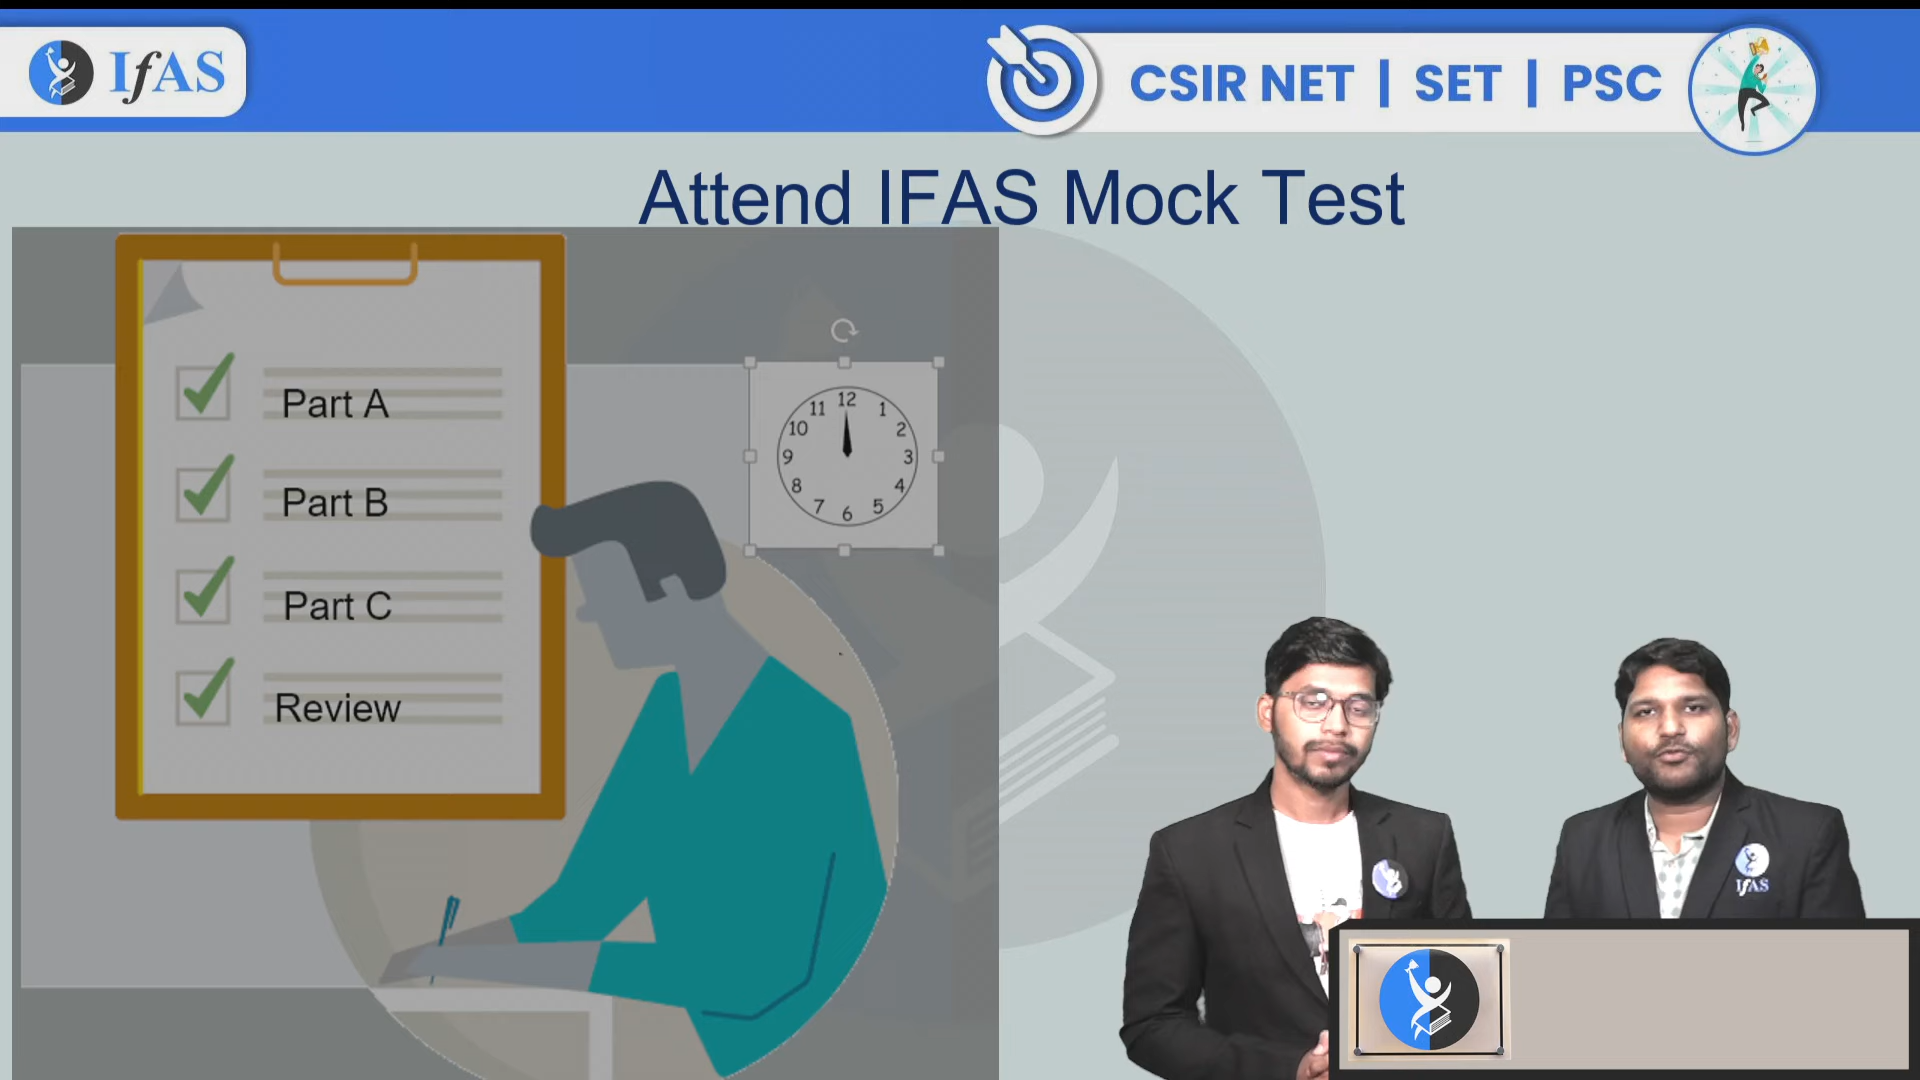 IfAS
CSIR NET | SET | PSC
Attend IFAS Mock Test
Part A
Part B
Part C
Review
12
11 1
10 2
9 3
8 4
7 5
6
IfAS